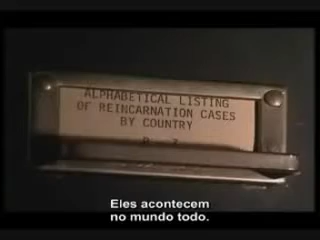 ALPHABETICAL LISTING
OF REINCARNATION CASES
BY COUNTRY
Eles acontecem
no mundo todo.